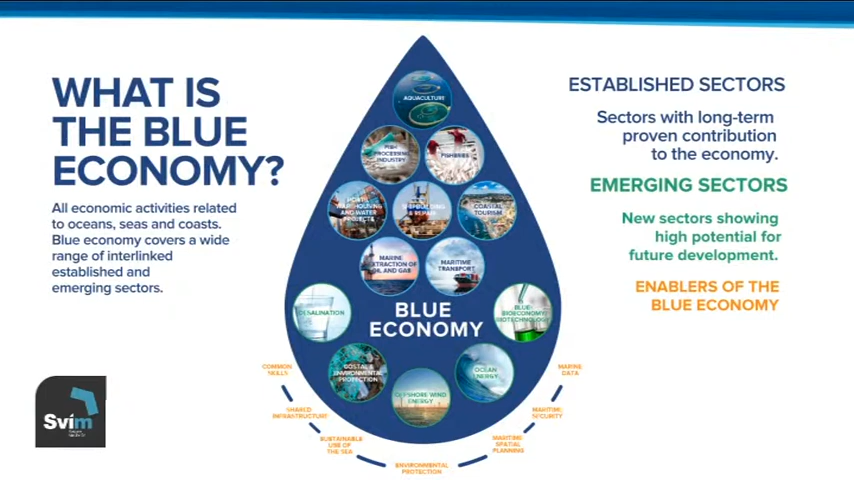 WHAT IS
THE BLUE
ECONOMY?
All economic activities related
to oceans, seas and coasts.
Blue economy covers a wide
range of interlinked
established and
emerging sectors.
AQUACULTURE
FISH
PROCESSING
INDUSTRY
FISHERIES
PORTS,
WAREHOUSING
AND WATER
PROJECTS
SHIPBUILDING
& REPAIR
COASTAL
TOURISM
MARINE
EXTRACTION OF
OIL AND GAS
MARITIME
TRANSPORT
BLUE
ECONOMY
DESALINATION
BLUE
BIOECONOMY
BIOTECHNOLOGY
COSTAL &
ENVIRONMENTAL
PROTECTION
OFFSHORE WIND
ENERGY
OCEAN
ENERGY
COMMON
SKILLS
SHARED
INFRASTRUCTURE
SUSTAINABLE
USE OF
THE SEA
ENVIRONMENTAL
PROTECTION
MARITIME
SPATIAL
PLANNING
MARITIME
SECURITY
MARINE
DATA
ESTABLISHED SECTORS
Sectors with long-term
proven contribution
to the economy.
EMERGING SECTORS
New sectors showing
high potential for
future development.
ENABLERS OF THE
BLUE ECONOMY
Svim